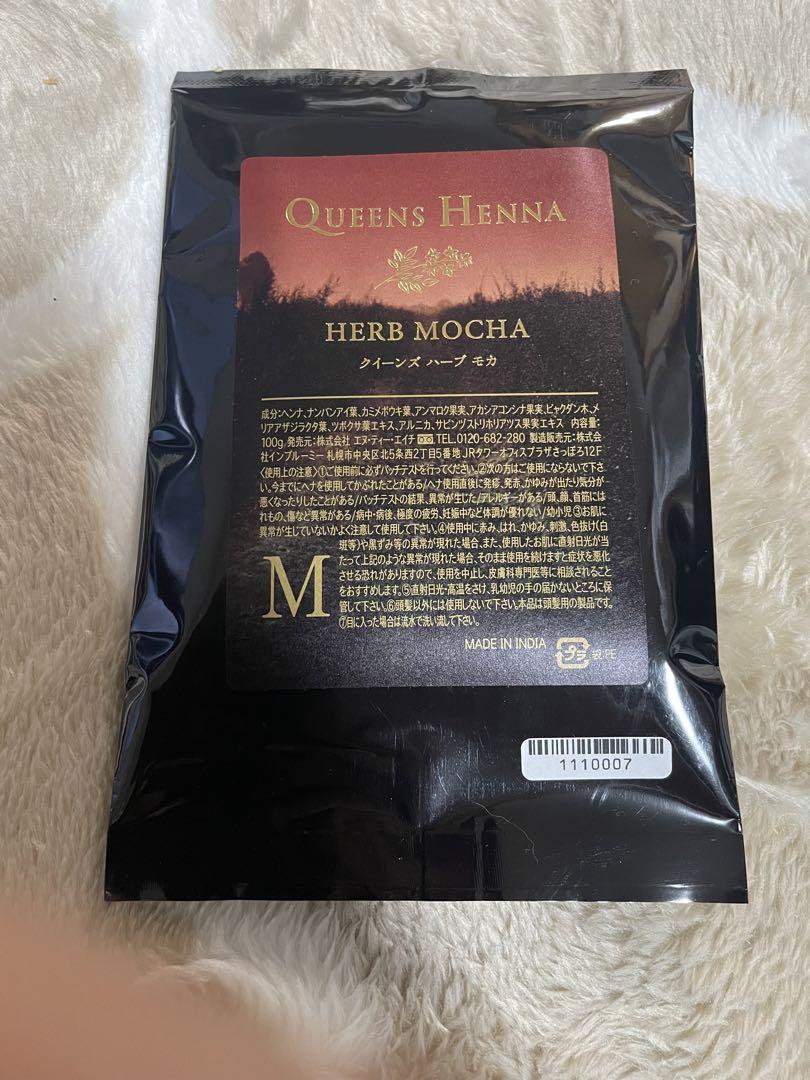 QUEENS HENNA
HERB MOCHA
クイーンズ ハーブ モカ
成分:ヘンナ、ナンバンアイ葉、カミメボウキ葉、アンマロク果実、アカシアコンシナ果実、ビャクダン木、メ
リアアザジラクタ葉、ツボクサ葉エキス、アルニカ、サピンヅストリホリアツス果実エキス 内容量:
100g 発売元:株式会社 エヌ・ティー・エイチ TEL.0120-682-280 製造販売元:株式会
社インブルーミー 札幌市中央区北5条西2丁目5番地 JRタワーオフィスプラザさっぽろ12F
〈使用上の注意〉①ご使用前に必ずパッチテストを行ってください。②次の方はご使用にならないで下さ
い。今までにヘナを使用してかぶれたことがある/ヘナ使用直後に発疹、発赤、かゆみが出たり気分が
悪くなったりしたことがある/パッチテストの結果、異常が生じた/アレルギーがある/頭、顔、首筋には
れもの、傷など異常がある/病中・病後、極度の疲労、妊娠中など体調が優れない/幼小児③お肌に
異常が生じていないかよく注意して使用して下さい。④使用中に赤み、はれ、かゆみ、刺激、色抜け(白
斑等)や黒ずみ等の異常が現れた場合、また、使用したお肌に直射日光が当
たって上記のような異常が現れた場合、そのまま使用を続けますと症状を悪化
させる恐れがありますので、使用を中止し、皮膚科専門医等に相談されること
をおすすめします。⑤直射日光・高温をさけ、乳幼児の手の届かないところに保
管して下さい。⑥頭髪以外には使用しないで下さい。本品は頭髪用の製品です。
⑦目に入った場合は流水で洗い流して下さい。
M
MADE IN INDIA プラ 袋:PE
1110007